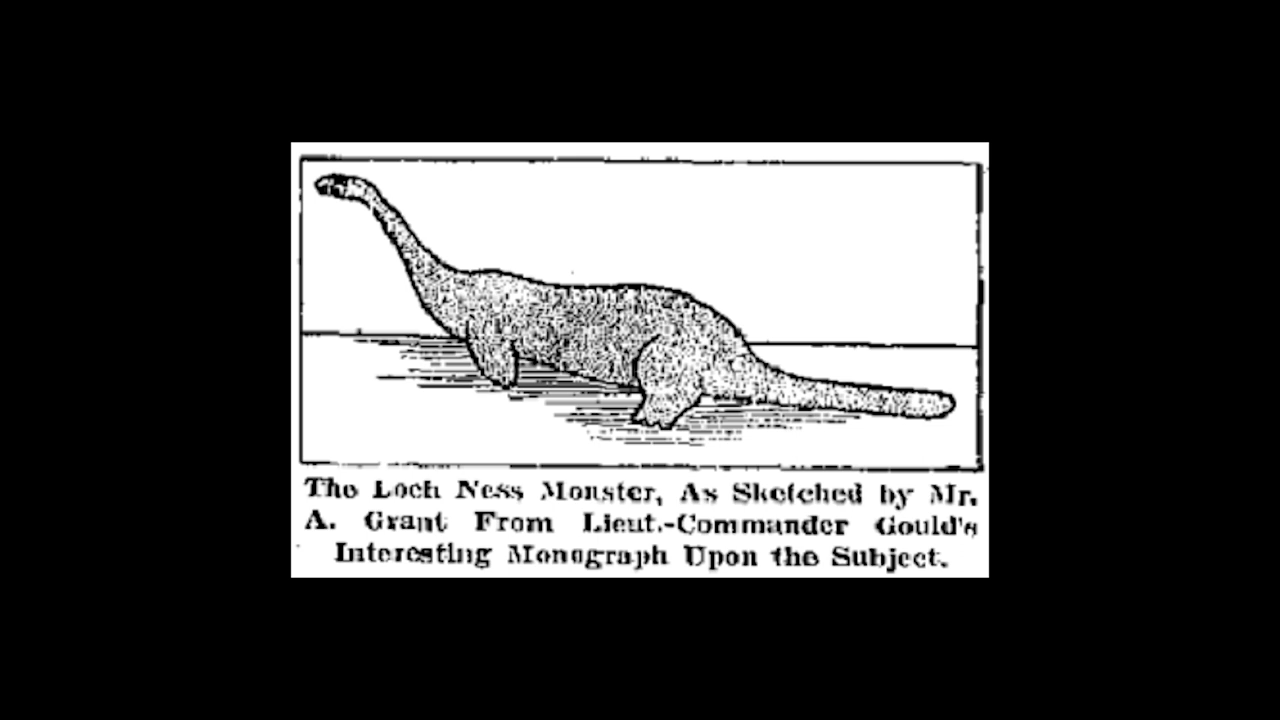 The Loch Ness Monster, As Sketched by Mr.
A. Grant From Lieut.-Commander Gould's
Interesting Monograph Upon the Subject.